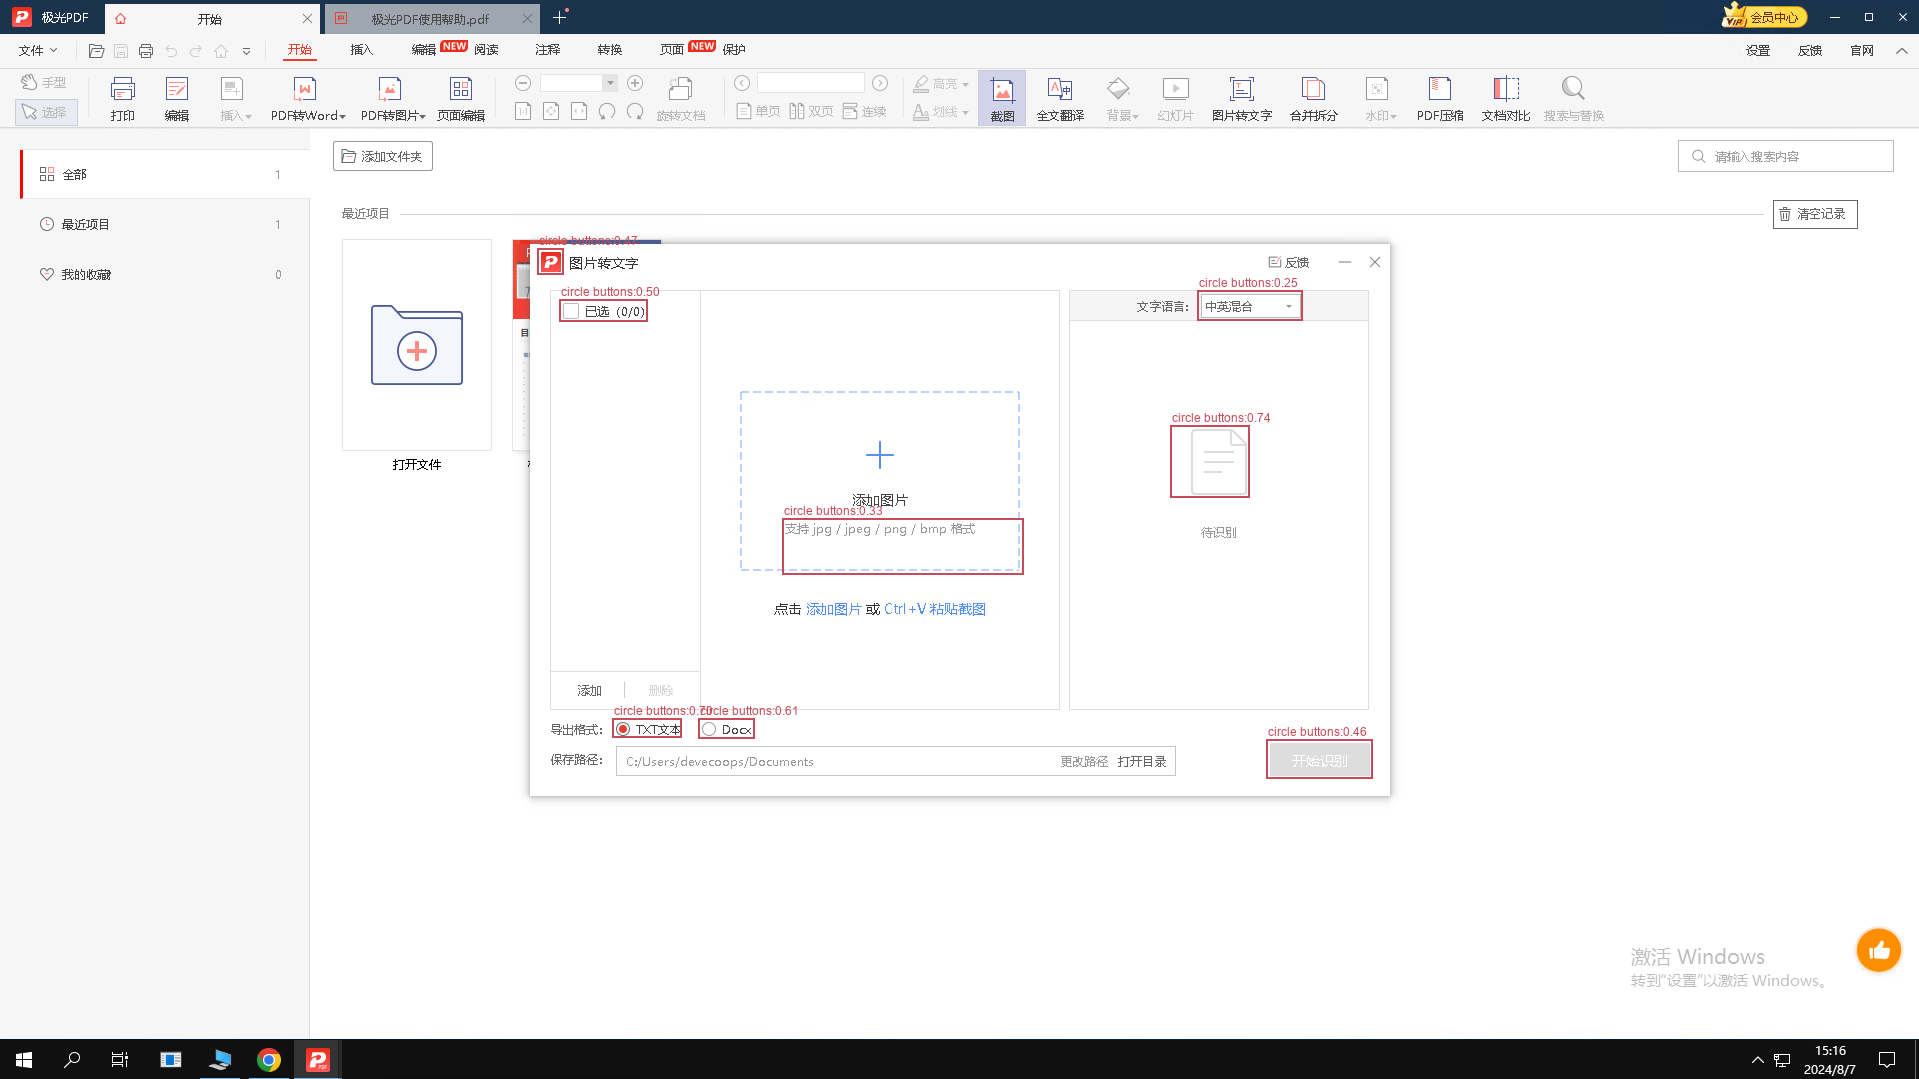 极光PDF
开始
极光PDF使用帮助.pdf
VIP 会员中心
文件
开始
插入
编辑 NEW
阅读
注释
转换
页面 NEW
保护
设置
反馈
官网
手型
选择
打印
编辑
插入
PDF转Word
PDF转图片
页面编辑
1:1
旋转文档
单页
双页
连续
高亮
划线
截图
全文翻译
背景
幻灯片
图片转文字
合并拆分
水印
PDF压缩
文档对比
搜索与替换
全部 1
最近项目 1
我的收藏 0
添加文件夹
请输入搜索内容
最近项目
清空记录
打开文件
circle buttons:0.47
图片转文字
反馈
circle buttons:0.50
已选 (0/0)
circle buttons:0.25
文字语言: 中英混合
添加图片
circle buttons:0.33
支持 jpg / jpeg / png / bmp 格式
点击 添加图片 或 Ctrl+V 粘贴截图
circle buttons:0.74
待识别
添加
删除
circle buttons:0.70
circle buttons:0.61
导出格式: TXT文本 Docx
保存路径: C:/Users/devecoops/Documents 更改路径 打开目录
circle buttons:0.46
开始识别
激活 Windows
转到“设置”以激活 Windows。
15:16
2024/8/7